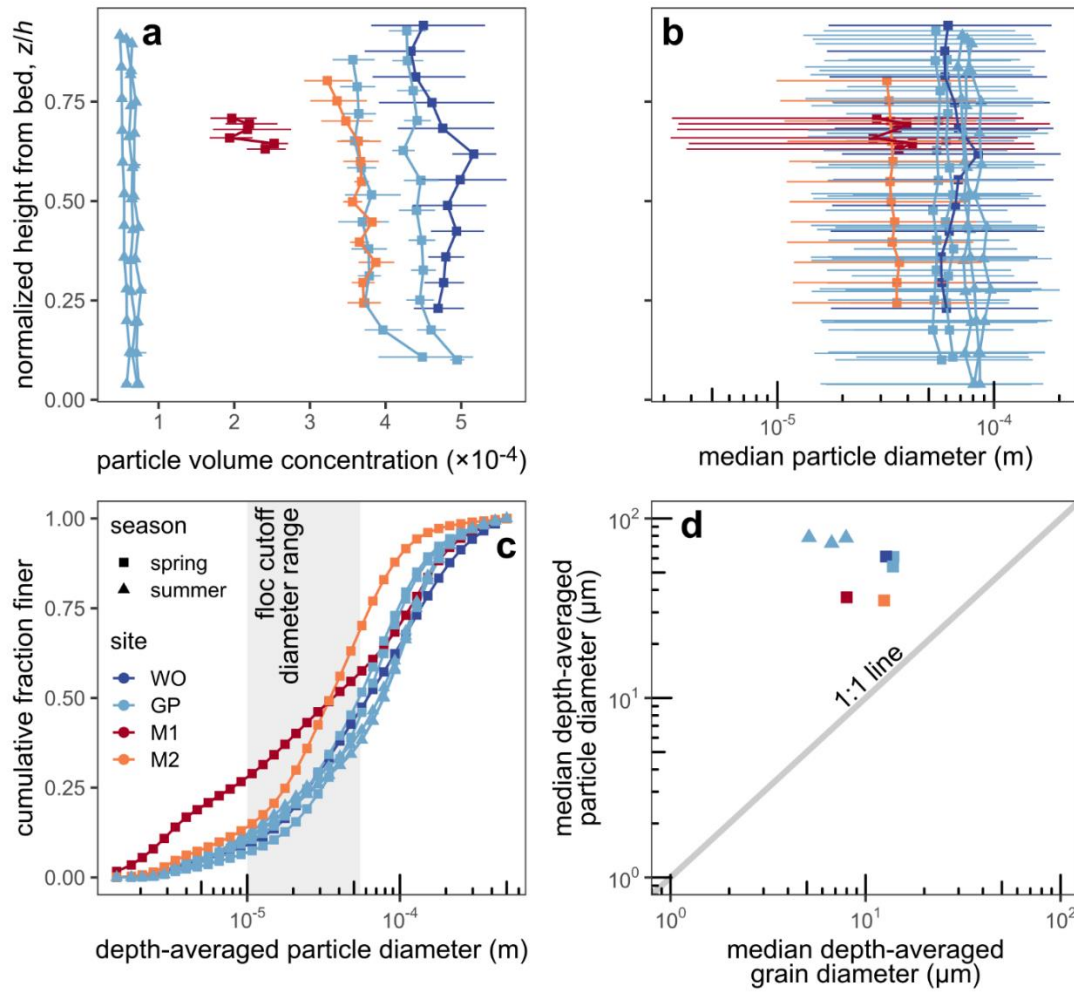 a
normalized height from bed, z/h
0.75
0.50
0.25
0.00
1 2 3 4 5
particle volume concentration (×10⁻⁴)
b
10⁻⁵ 10⁻⁴
median particle diameter (m)
c
cumulative fraction finer
1.00
0.75
0.50
0.25
0.00
season
spring
summer
site
WO
GP
M1
M2
floc cutoff
diameter range
10⁻⁵ 10⁻⁴
depth-averaged particle diameter (m)
d
median depth-averaged
particle diameter (μm)
10²
10¹
10⁰
1:1 line
10⁰ 10¹ 10²
median depth-averaged
grain diameter (μm)